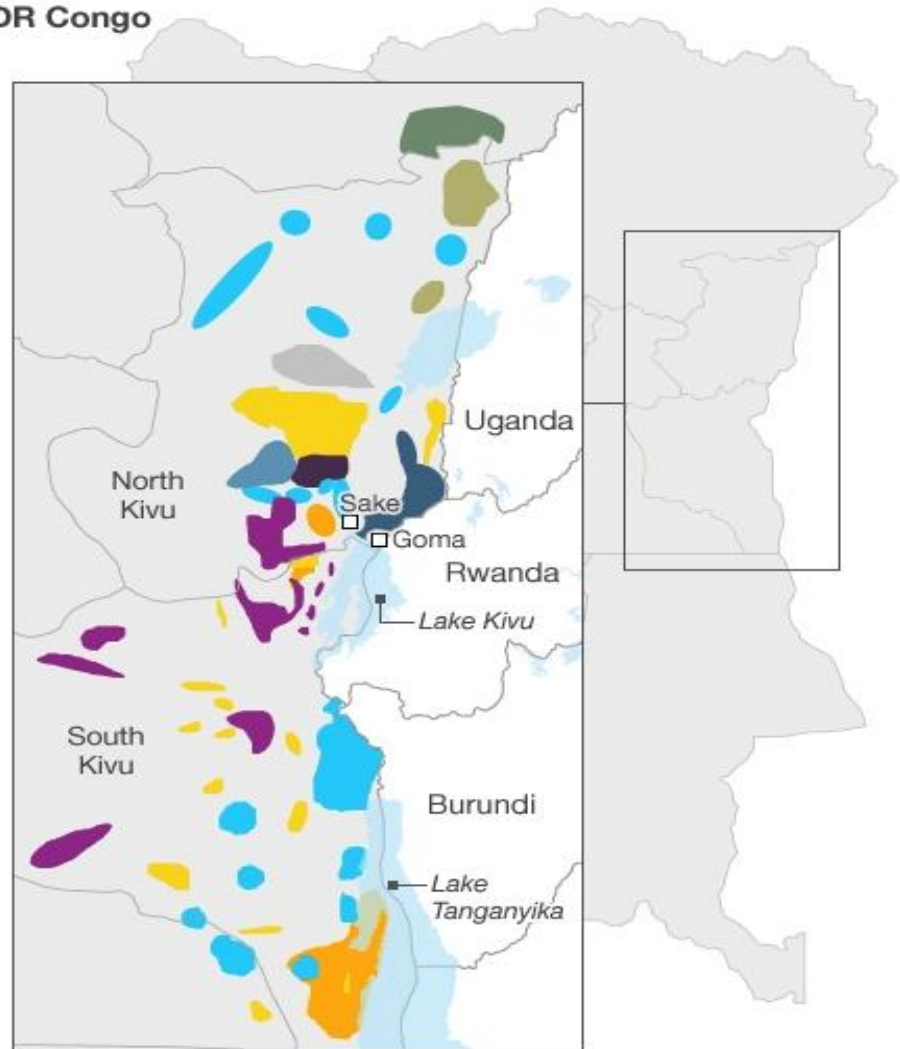 DR Congo
Uganda
North
Kivu
Sake
Goma
Rwanda
Lake Kivu
South
Kivu
Burundi
Lake
Tanganyika